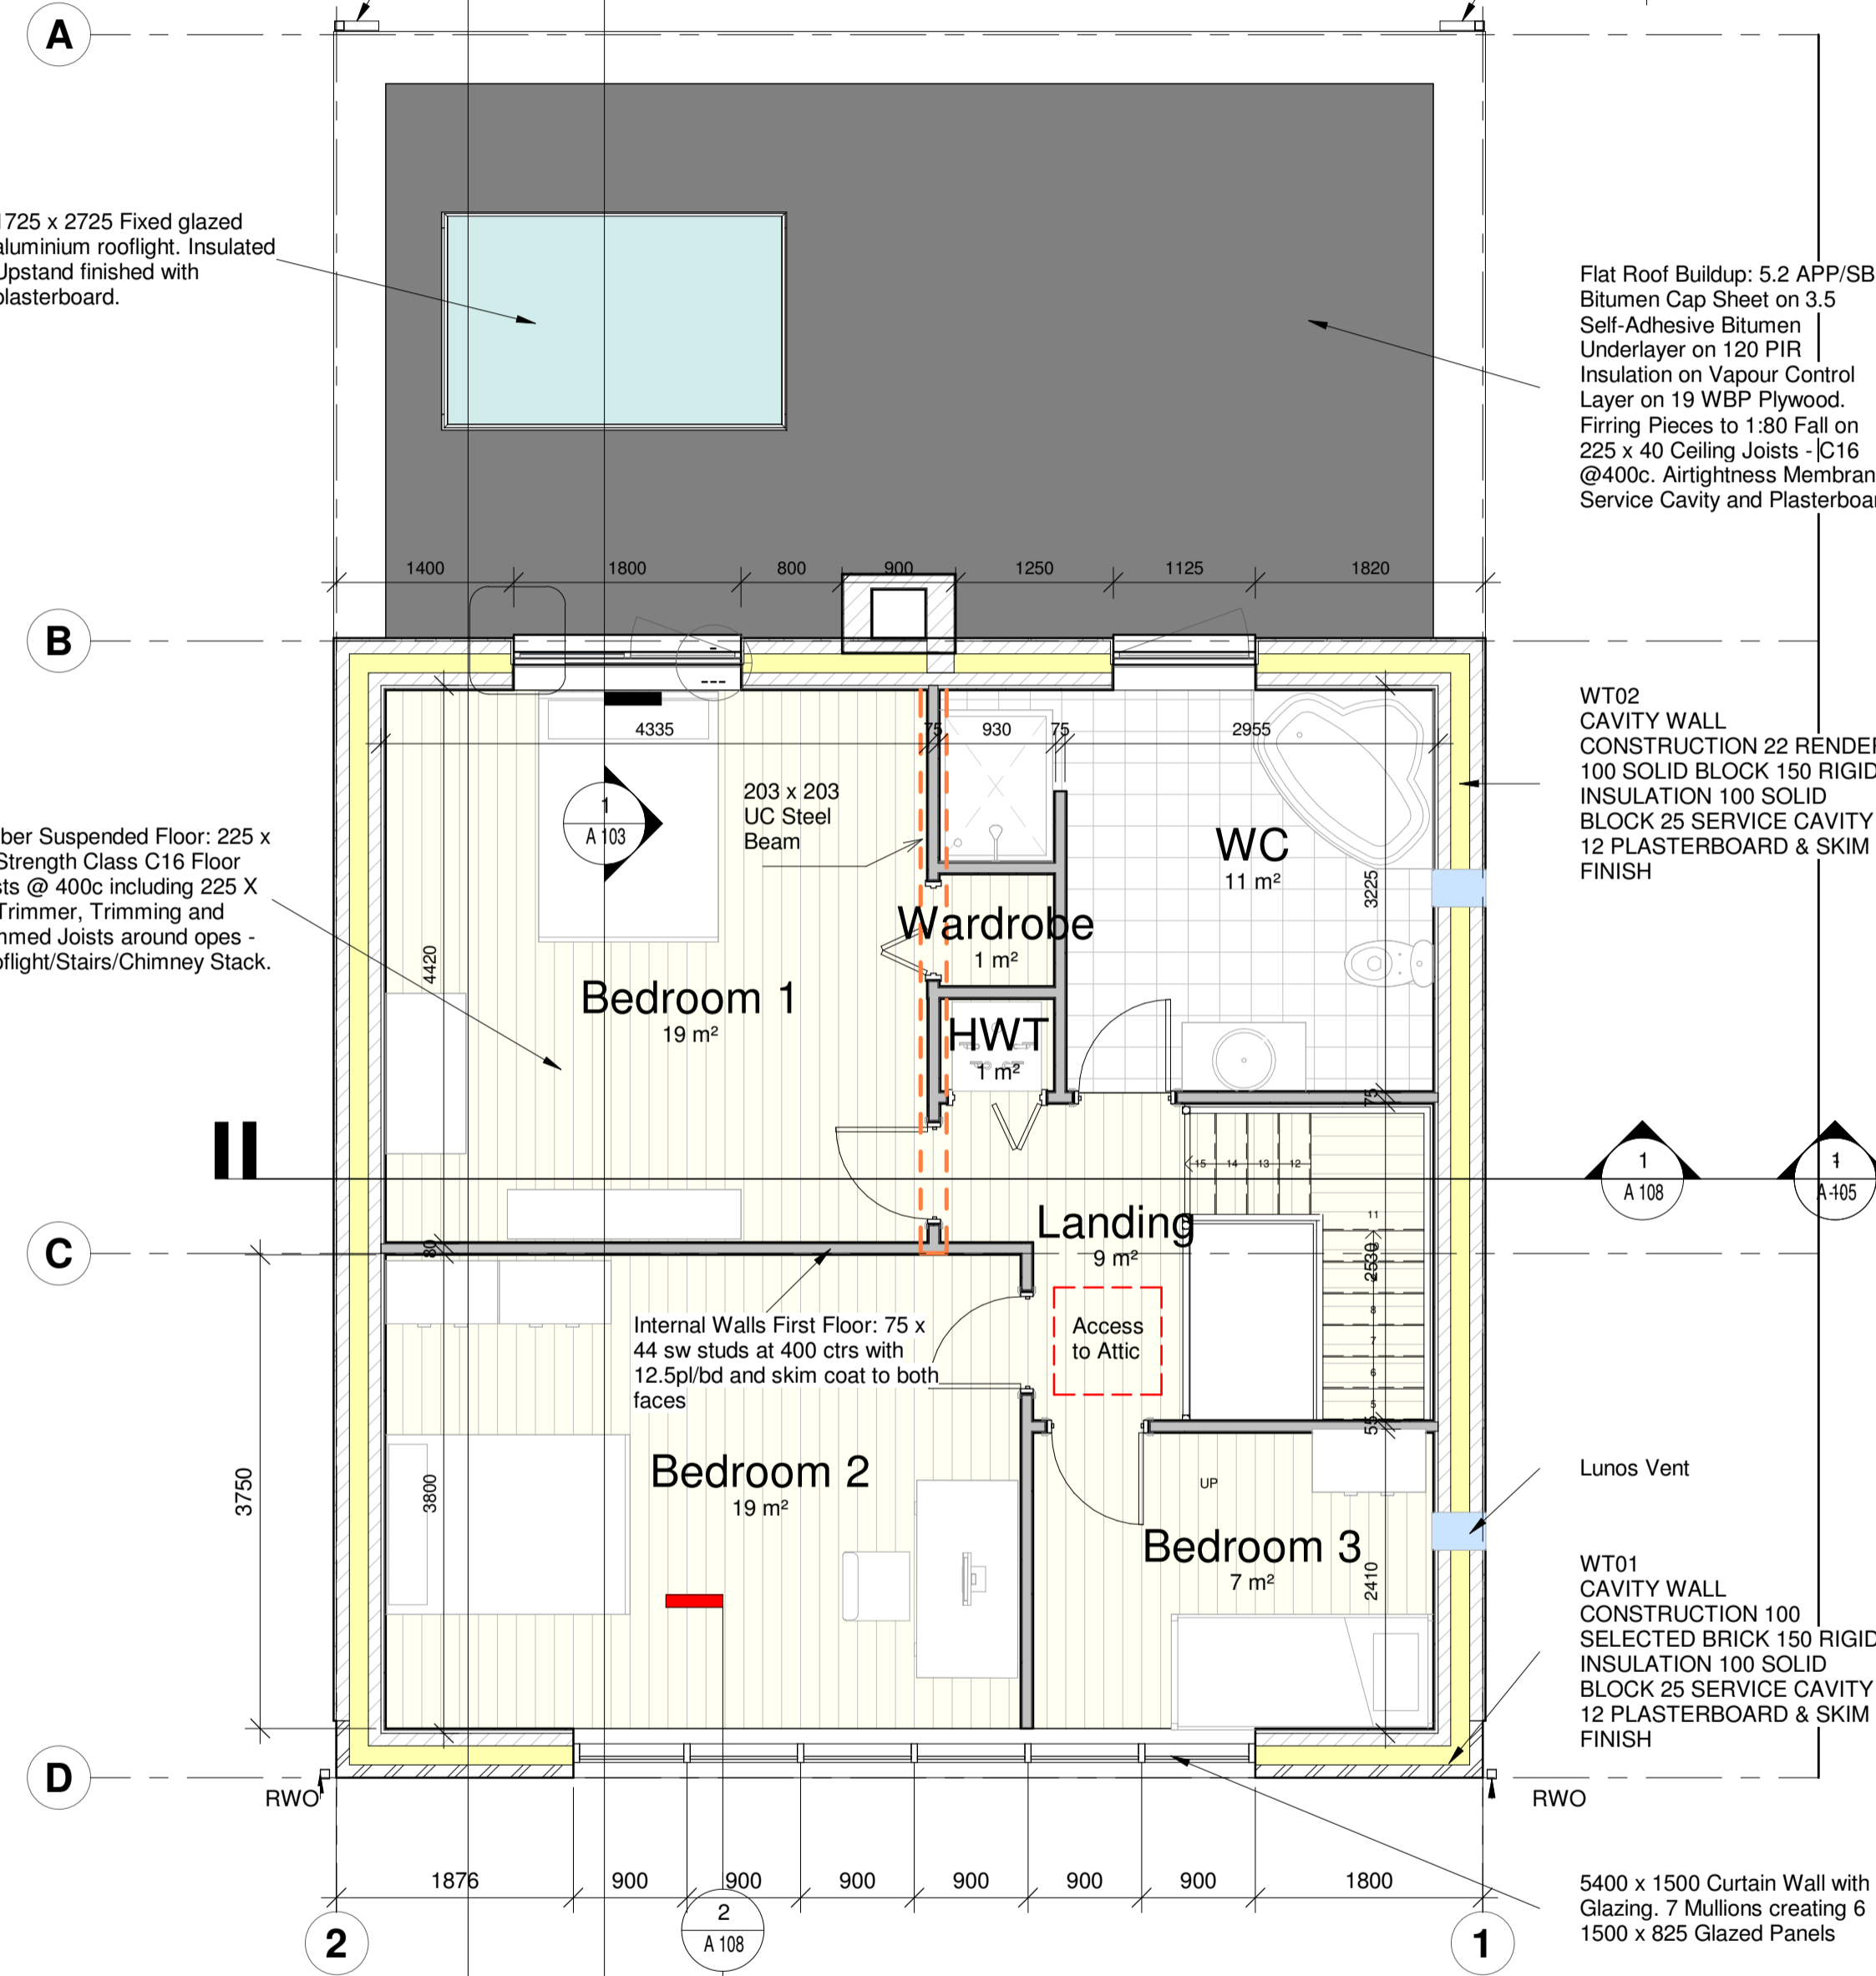 A
1725 x 2725 Fixed glazed
aluminium rooflight. Insulated
Upstand finished with
plasterboard.
Flat Roof Buildup: 5.2 APP/SB
Bitumen Cap Sheet on 3.5
Self-Adhesive Bitumen
Underlayer on 120 PIR
Insulation on Vapour Control
Layer on 19 WBP Plywood.
Firring Pieces to 1:80 Fall on
225 x 40 Ceiling Joists - C16
@400c. Airtightness Membran
Service Cavity and Plasterboar
1400 1800 800 900 1250 1125 1820
B
---
WT02
CAVITY WALL
CONSTRUCTION 22 RENDER
100 SOLID BLOCK 150 RIGID
INSULATION 100 SOLID
BLOCK 25 SERVICE CAVITY
12 PLASTERBOARD & SKIM
FINISH
4335 75 930 75 2955
203 x 203
UC Steel
Beam
1
A 103
ber Suspended Floor: 225 x
Strength Class C16 Floor
sts @ 400c including 225 X
Trimmer, Trimming and
mmed Joists around opes -
oflight/Stairs/Chimney Stack.
WC
11 m²
3225
Wardrobe
1 m²
4420
Bedroom 1
19 m²
HWT
1 m²
75
15 14 13 12
11
1
A 108
A 105
Landing
9 m²
C
80
2530
8
7
6
5
Access
to Attic
Internal Walls First Floor: 75 x
44 sw studs at 400 ctrs with
12.5pl/bd and skim coat to both
faces
55
3750
3800
Bedroom 2
19 m²
UP
Bedroom 3
7 m²
2410
Lunos Vent
WT01
CAVITY WALL
CONSTRUCTION 100
SELECTED BRICK 150 RIGID
INSULATION 100 SOLID
BLOCK 25 SERVICE CAVITY
12 PLASTERBOARD & SKIM
FINISH
D
RWO
RWO
1876 900 900 900 900 900 900 1800
5400 x 1500 Curtain Wall with
Glazing. 7 Mullions creating 6
1500 x 825 Glazed Panels
2
2
A 108
1